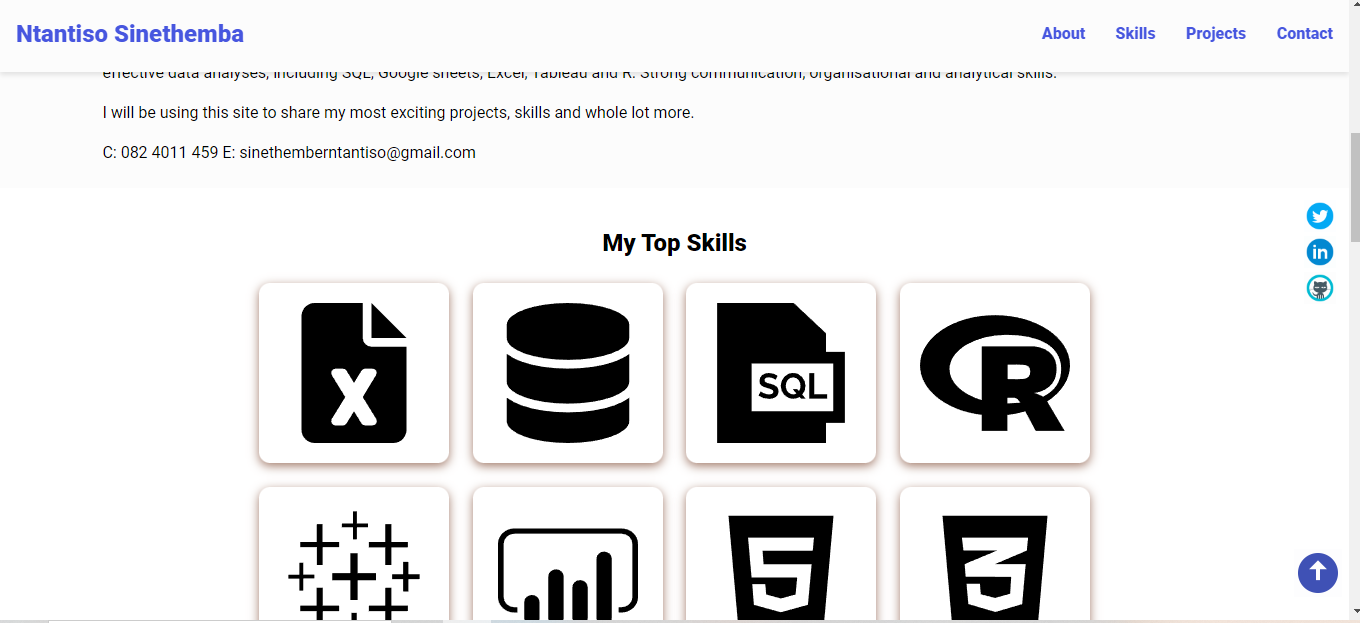 Ntantiso Sinethemba
About Skills Projects Contact
effective data analyses, including SQL, Google sheets, Excel, Tableau and R. Strong communication, organisational and analytical skills.
I will be using this site to share my most exciting projects, skills and whole lot more.
C: 082 4011 459 E: sinethemberntantiso@gmail.com
My Top Skills
X
SQL
R
5
3
in